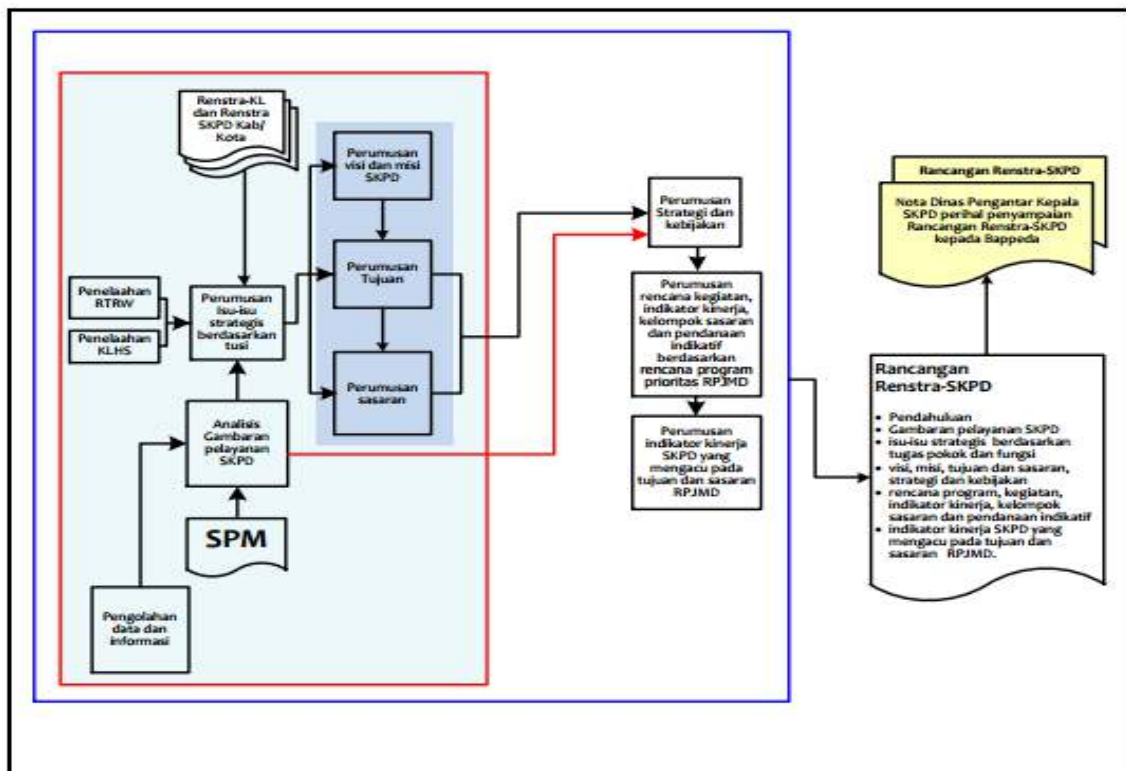 Renstra-KL
dan Renstra
SKPD Kab/
Kota
Perumusan
visi dan misi
SKPD
Perumusan
Tujuan
Perumusan
sasaran
Penelaahan
RTRW
Penelaahan
KLHS
Perumusan
Isu-isu
strategis
berdasarkan
tusi
Analisis
Gambaran
pelayanan
SKPD
SPM
Pengolahan
data dan
informasi
Perumusan
Strategi dan
kebijakan
Perumusan
rencana kegiatan,
indikator kinerja,
kelompok sasaran
dan pendanaan
indikatif
berdasarkan
rencana program
prioritas RPJMD
Perumusan
indikator kinerja
SKPD yang
mengacu pada
tujuan dan sasaran
RPJMD
Rancangan Renstra-SKPD
Nota Dinas Pengantar Kepala
SKPD perihal penyampaian
Rancangan Renstra-SKPD
kepada Bappeda
Rancangan
Renstra-SKPD
• Pendahuluan
• Gambaran pelayanan SKPD
• isu-isu strategis berdasarkan
tugas pokok dan fungsi
• visi, misi, tujuan dan sasaran,
strategi dan kebijakan
• rencana program, kegiatan,
indikator kinerja, kelompok
sasaran dan pendanaan indikatif
• indikator kinerja SKPD yang
mengacu pada tujuan dan
sasaran RPJMD.